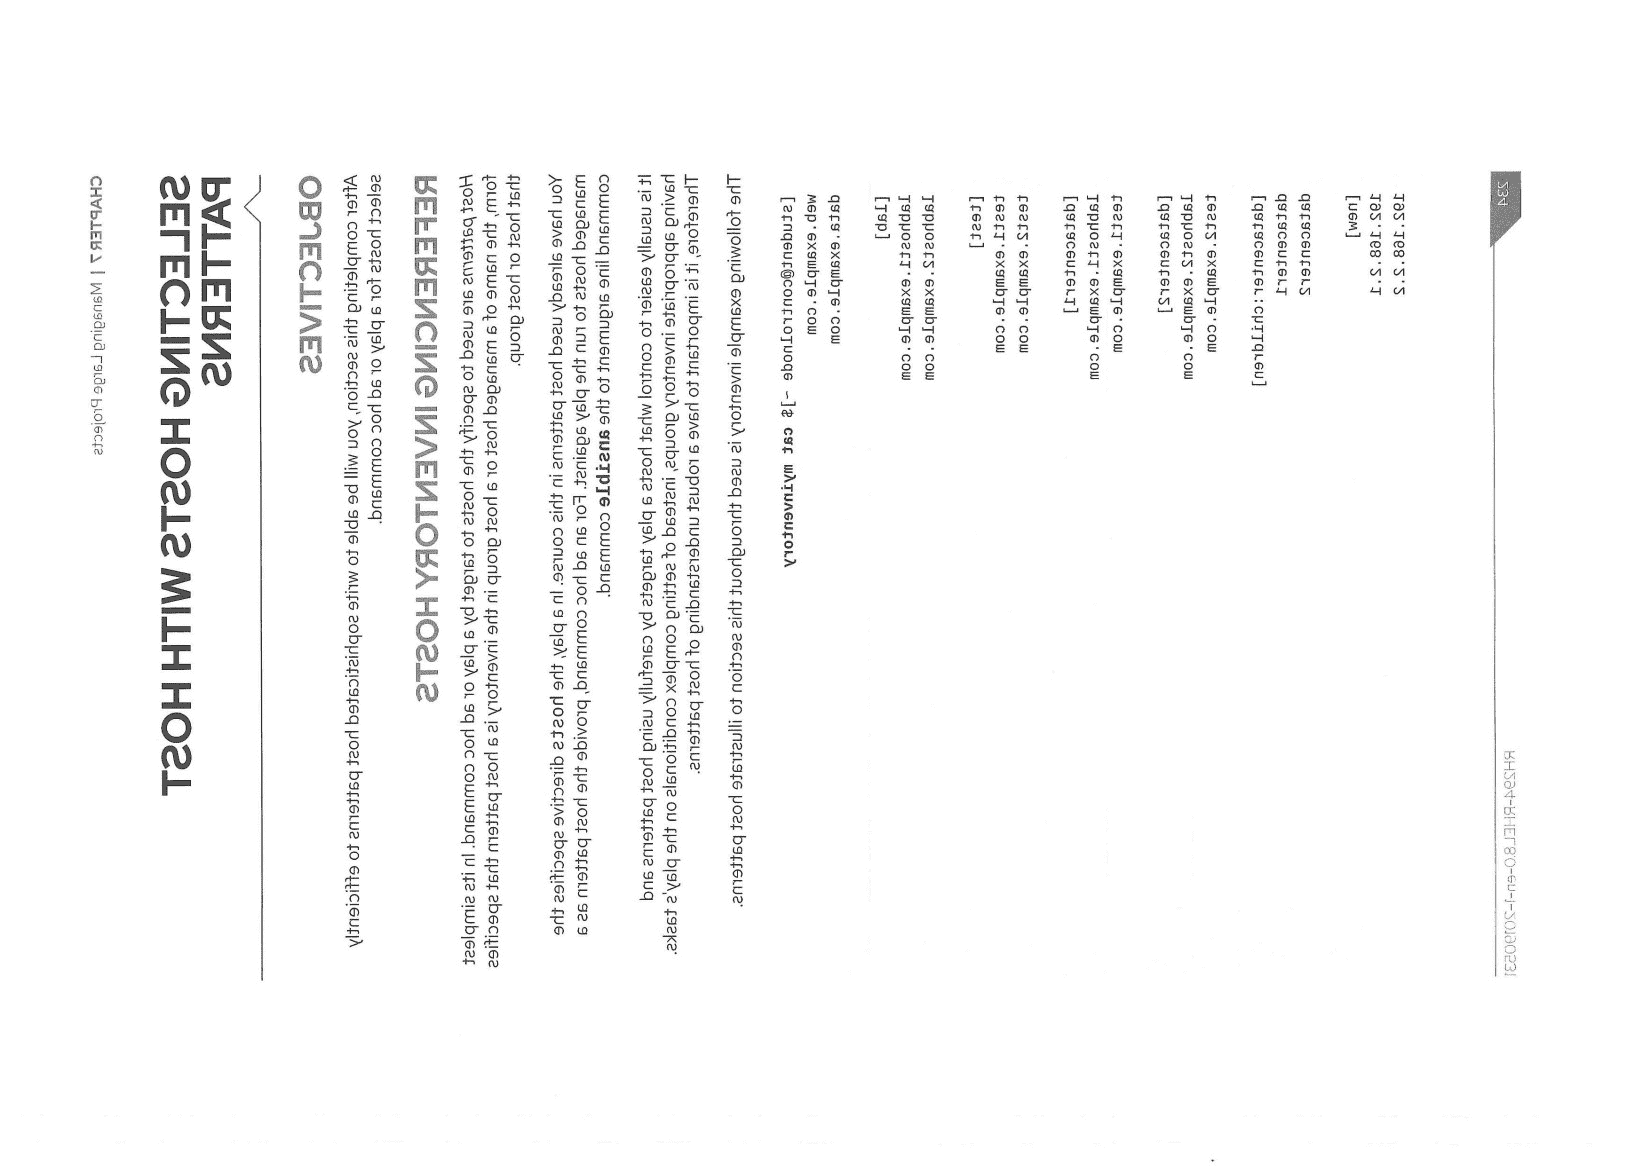 CHAPTER 7 | Managing Larger Projects
SELECTING HOSTS WITH HOST
PATTERNS
OBJECTIVES
After completing this section, you will be able to write sophisticated host patterns to efficiently
select hosts for a play or ad hoc command.
REFERENCING INVENTORY HOSTS
Host patterns are used to specify the hosts to target by a play or ad hoc command. In its simplest
form, the name of a managed host or a host group in the inventory is a host pattern that specifies
that host or host group.
You have already used host patterns in this course. In a play, the hosts directive specifies the
managed hosts to run the play against. For an ad hoc command, provide the host pattern as a
command line argument to the ansible command.
It is usually easier to control what hosts a play targets by carefully using host patterns and
having appropriate inventory groups, instead of setting complex conditionals on the play's tasks.
Therefore, it is important to have a robust understanding of host patterns.
The following example inventory is used throughout this section to illustrate host patterns.
[student@controlnode ~]$ cat myinventory
web.example.com
data.example.com
[lab]
labhost1.example.com
labhost2.example.com
[test]
test1.example.com
test2.example.com
[datacenter1]
labhost1.example.com
test1.example.com
[datacenter2]
labhost2.example.com
test2.example.com
[datacenter:children]
datacenter1
datacenter2
[new]
192.168.2.1
192.168.2.2
234
RH294-RHEL8.0-en-1-20190531